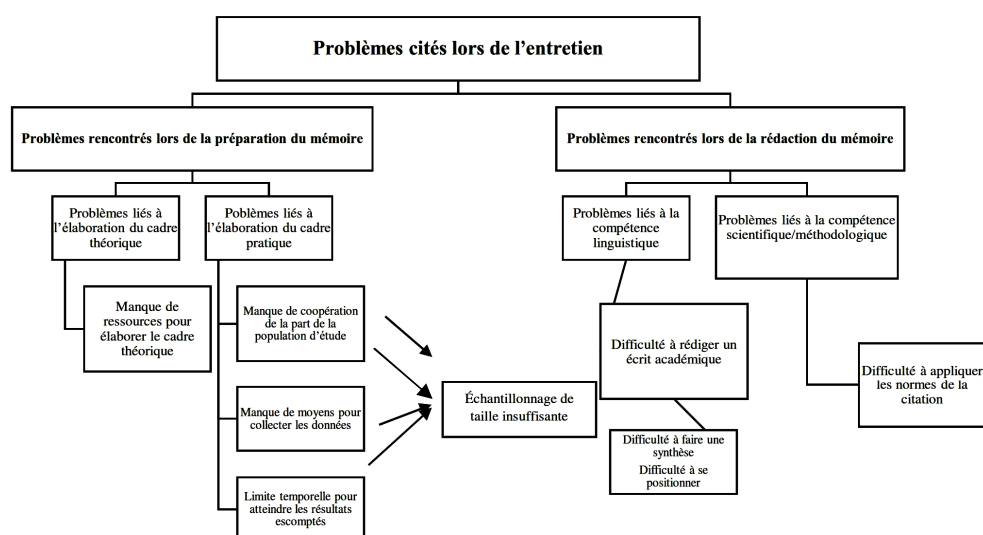 Problèmes cités lors de l'entretien
Problèmes rencontrés lors de la préparation du mémoire
Problèmes rencontrés lors de la rédaction du mémoire
Problèmes liés à
l'élaboration du cadre
théorique
Poblèmes liés à
l'élaboration du cadre
pratique
Problèmes liés à la
compétence
linguistique
Problèmes liés à la compétence
scientifique/méthodologique
Manque de
ressources pour
élaborer le cadre
théorique
Manque de coopération
de la part de la
population d'étude
Manque de moyens pour
collecter les données
Limite temporelle pour
atteindre les résultats
escomptés
Échantillonnage de
taille insuffisante
Difficulté à rédiger un
écrit académique
Difficulté à faire une
synthèse
Difficulté à se
positionner
Difficulté à appliquer
les normes de la
citation